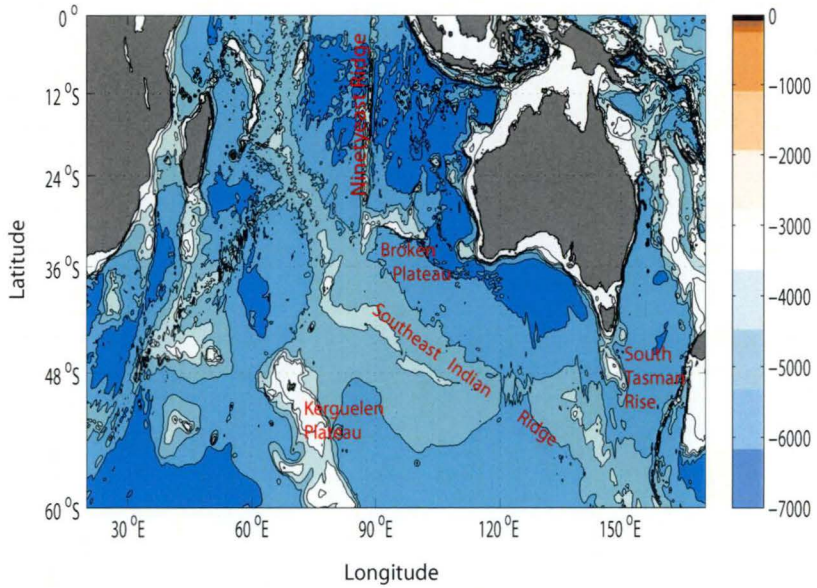 0°
12°S
24°S
36°S
48°S
60°S
Latitude
30°E
60°E
90°E
120°E
150°E
Longitude
Ninetyeast Ridge
Broken
Plateau
Southeast Indian
Ridge
Kerguelen
Plateau
South
Tasman
Rise
0
-1000
-2000
-3000
-4000
-5000
-6000
-7000